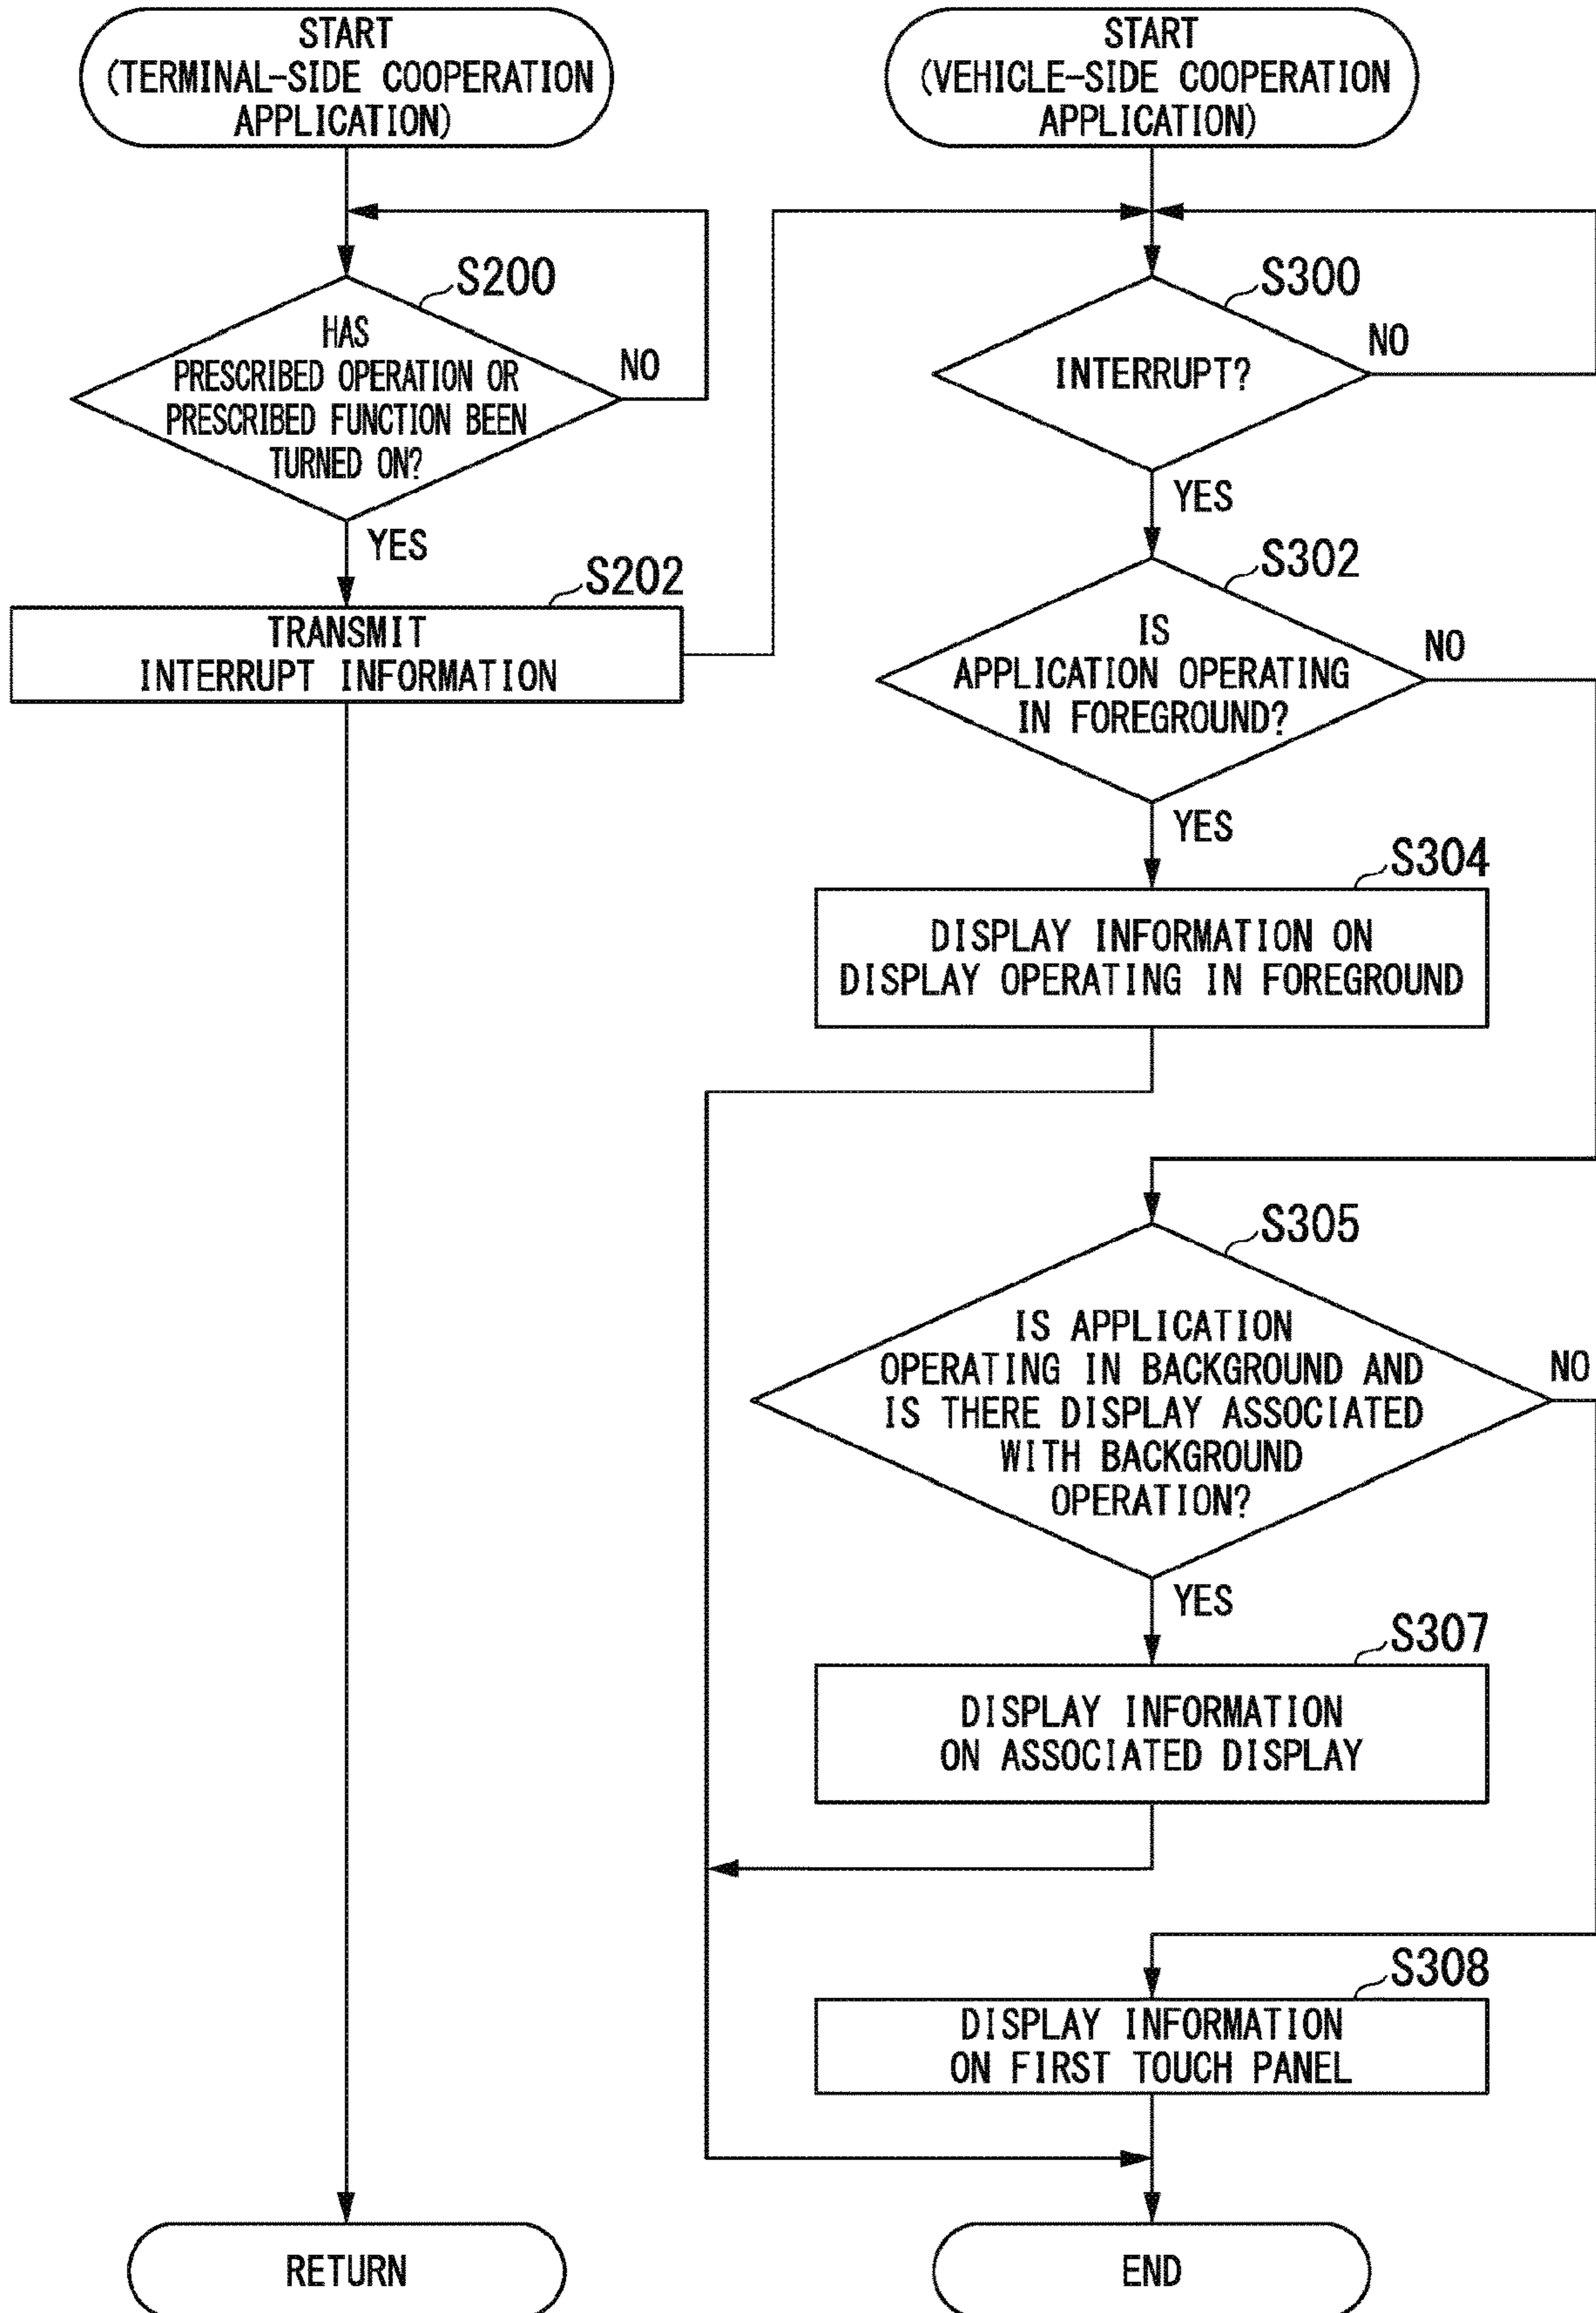 START
(TERMINAL-SIDE COOPERATION
APPLICATION)
S200
HAS
PRESCRIBED OPERATION OR
PRESCRIBED FUNCTION BEEN
TURNED ON?
NO
YES
S202
TRANSMIT
INTERRUPT INFORMATION
RETURN
START
(VEHICLE-SIDE COOPERATION
APPLICATION)
S300
INTERRUPT?
NO
YES
S302
IS
APPLICATION OPERATING
IN FOREGROUND?
NO
YES
S304
DISPLAY INFORMATION ON
DISPLAY OPERATING IN FOREGROUND
S305
IS APPLICATION
OPERATING IN BACKGROUND AND
IS THERE DISPLAY ASSOCIATED
WITH BACKGROUND
OPERATION?
NO
YES
S307
DISPLAY INFORMATION
ON ASSOCIATED DISPLAY
S308
DISPLAY INFORMATION
ON FIRST TOUCH PANEL
END